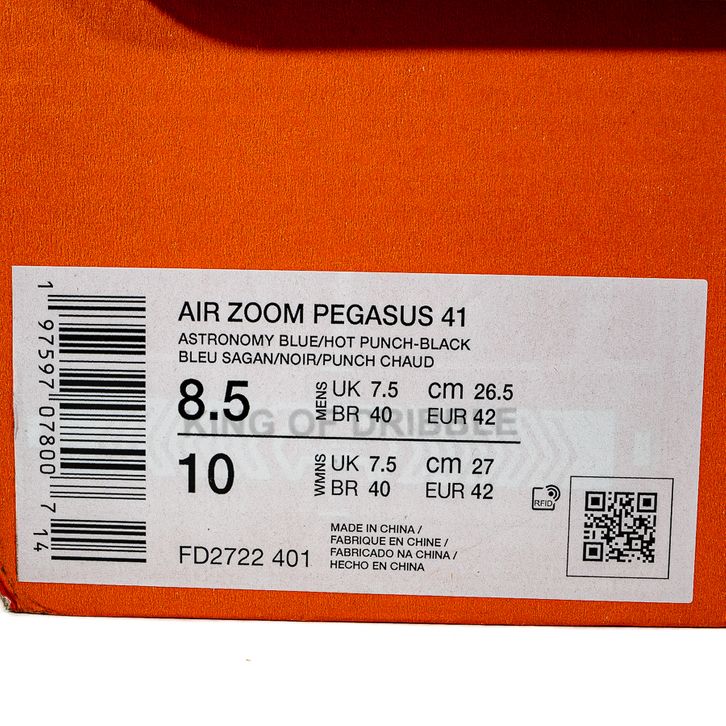 AIR ZOOM PEGASUS 41
ASTRONOMY BLUE/HOT PUNCH-BLACK
BLEU SAGAN/NOIR/PUNCH CHAUD
8.5 MENS UK 7.5 CM 26.5
BR 40 EUR 42
KING OF DRIBBLE
10 WMNS UK 7.5 CM 27
BR 40 EUR 42
RFID
FD2722 401
MADE IN CHINA /
FABRIQUE EN CHINE /
FABRICADO NA CHINA /
HECHO EN CHINA
1 97597 07800 7 14